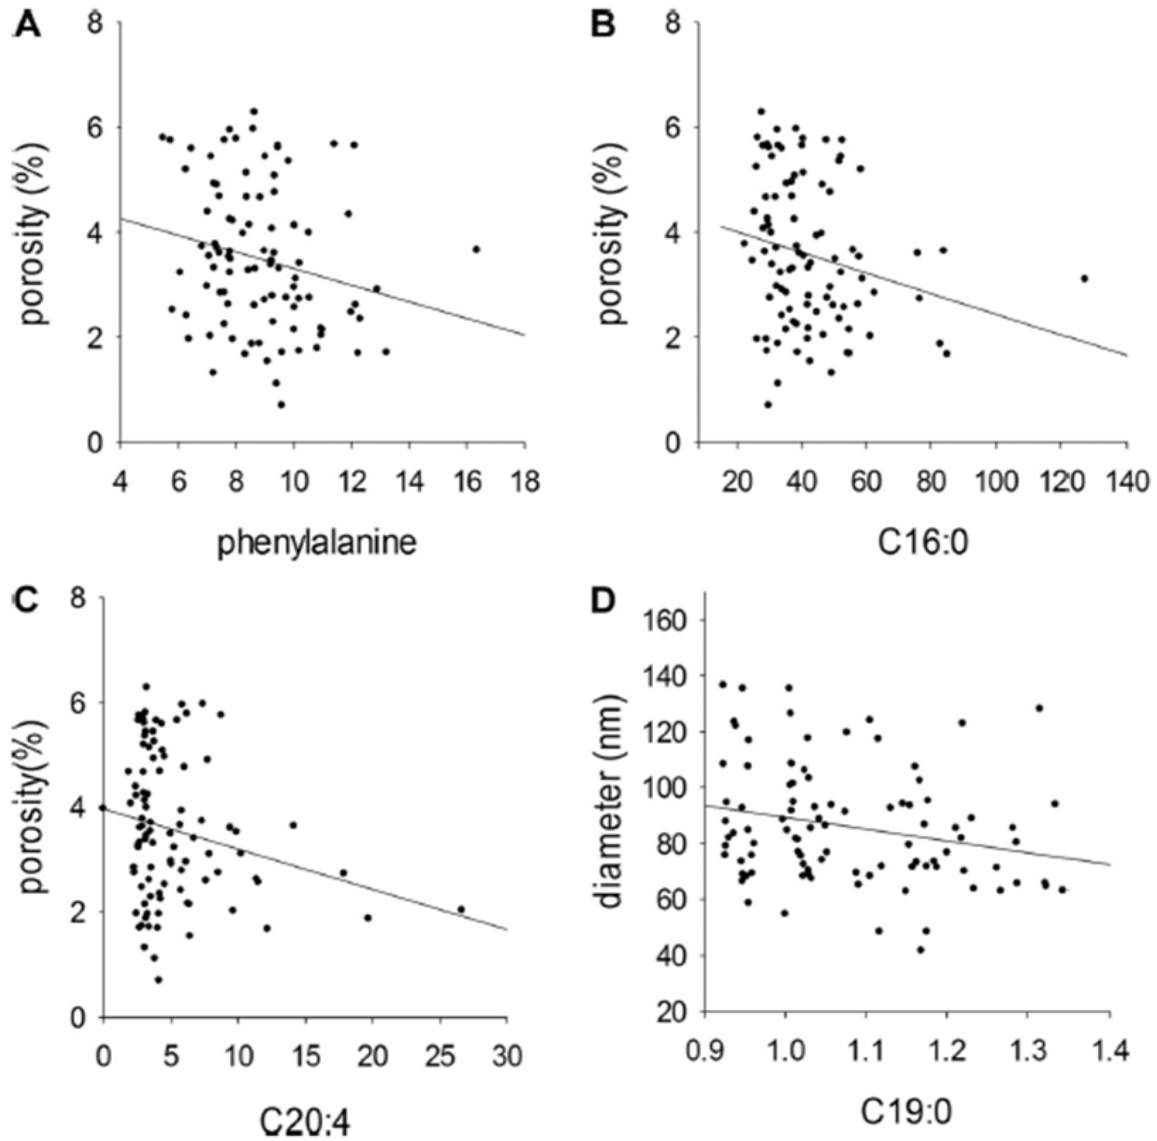 A
8
6
4
2
0
porosity (%)
4 6 8 10 12 14 16 18
phenylalanine
B
8
6
4
2
0
porosity (%)
20 40 60 80 100 120 140
C16:0
C
8
6
4
2
0
porosity(%)
0 5 10 15 20 25 30
C20:4
D
160
140
120
100
80
60
40
20
diameter (nm)
0.9 1.0 1.1 1.2 1.3 1.4
C19:0